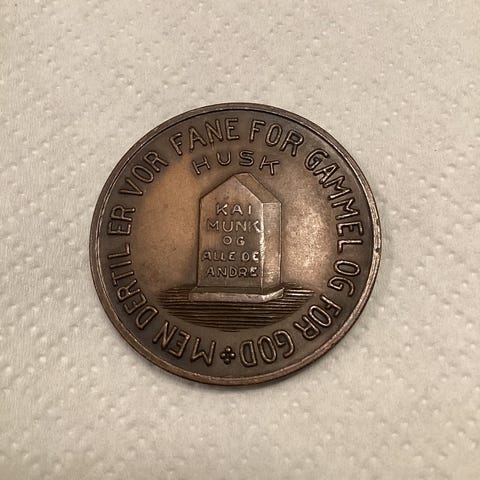 MEN DERTIL ER VOR FANE FOR GAMMEL OG FOR GOD
HUSK
KAI
MUNK
OG
ALLE DE
ANDRE